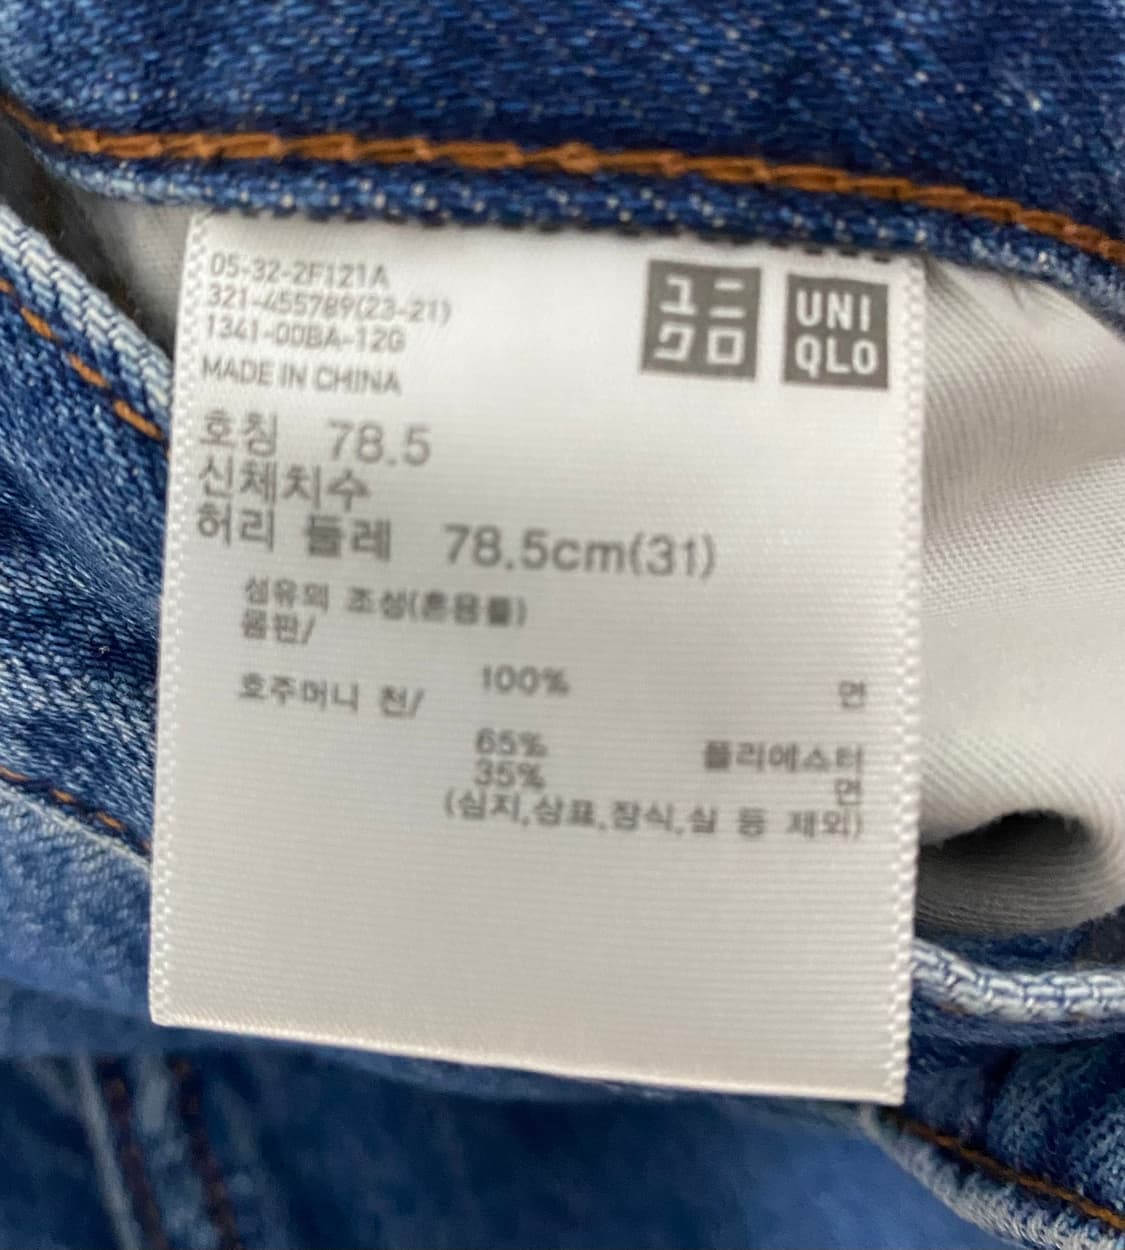 05-32-2F121A
321-455789(23-21)
1341-00BA-12G
MADE IN CHINA
ユニ
クロ
UNI
QLO
호칭 78.5
신체치수
허리 둘레 78.5cm(31)
섬유의 조성(혼용률)
몸판/
100% 면
호주머니 천/
65% 폴리에스터
35% 면
(심지,상표,장식,실 등 제외)